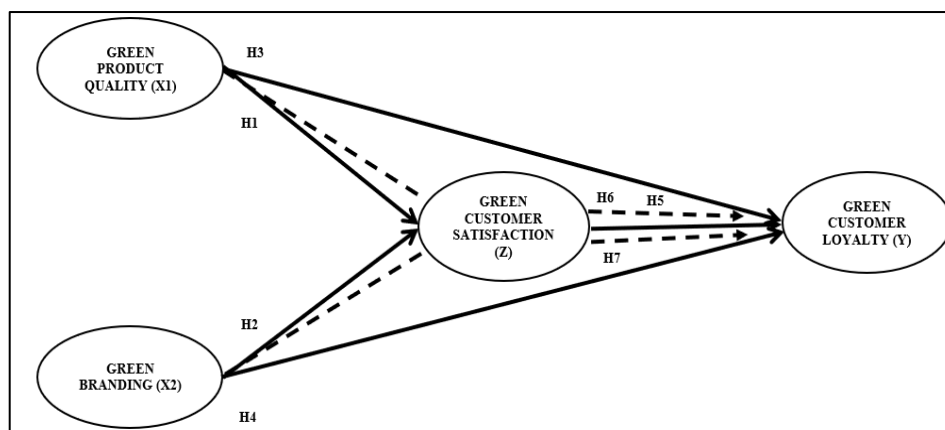 GREEN
PRODUCT
QUALITY (X1)
H3
H1
GREEN
CUSTOMER
SATISFACTION
(Z)
H6
H5
H7
GREEN
CUSTOMER
LOYALTY (Y)
H2
GREEN
BRANDING (X2)
H4